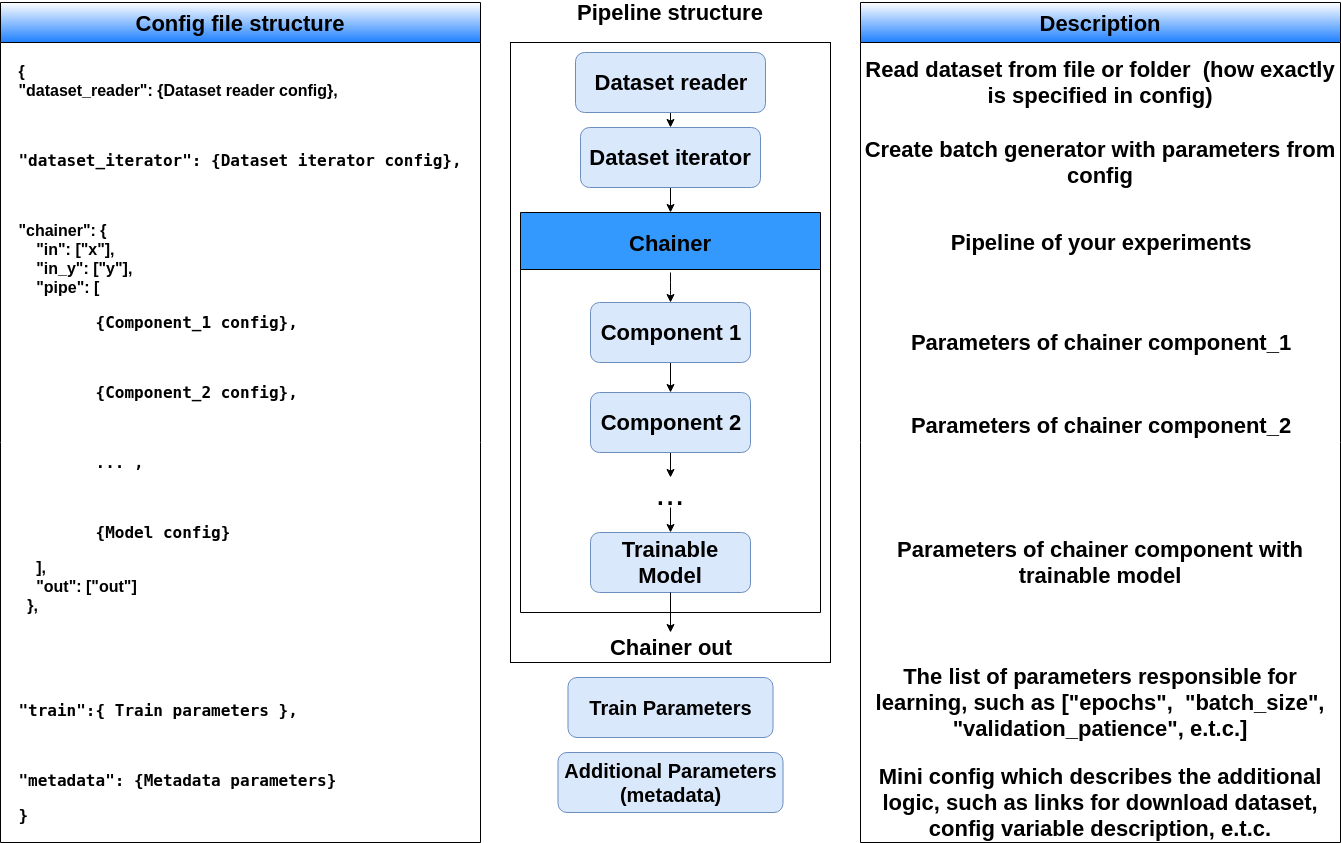 Config file structure
{
"dataset_reader": {Dataset reader config},
"dataset_iterator": {Dataset iterator config},
"chainer": {
"in": ["x"],
"in_y": ["y"],
"pipe": [
{Component_1 config},
{Component_2 config},
... ,
{Model config}
],
"out": ["out"]
},
"train":{ Train parameters },
"metadata": {Metadata parameters}
}
Pipeline structure
Dataset reader
Dataset iterator
Chainer
Component 1
Component 2
...
Trainable
Model
Chainer out
Train Parameters
Additional Parameters
(metadata)
Description
Read dataset from file or folder  (how exactly
is specified in config)
Create batch generator with parameters from
config
Pipeline of your experiments
Parameters of chainer component_1
Parameters of chainer component_2
Parameters of chainer component with
trainable model
The list of parameters responsible for
learning, such as ["epochs",  "batch_size",
"validation_patience", e.t.c.]
Mini config which describes the additional
logic, such as links for download dataset,
config variable description, e.t.c.